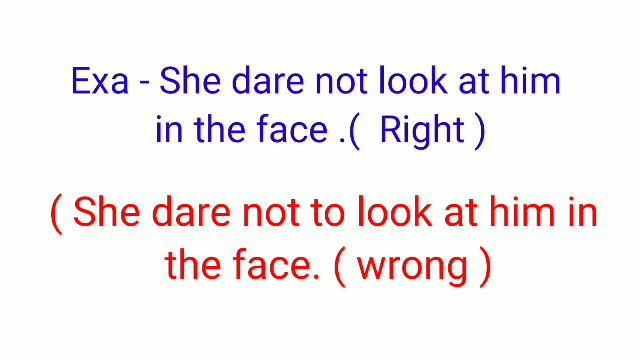 Exa - She dare not look at him
in the face .( Right )
( She dare not to look at him in
the face. ( wrong )